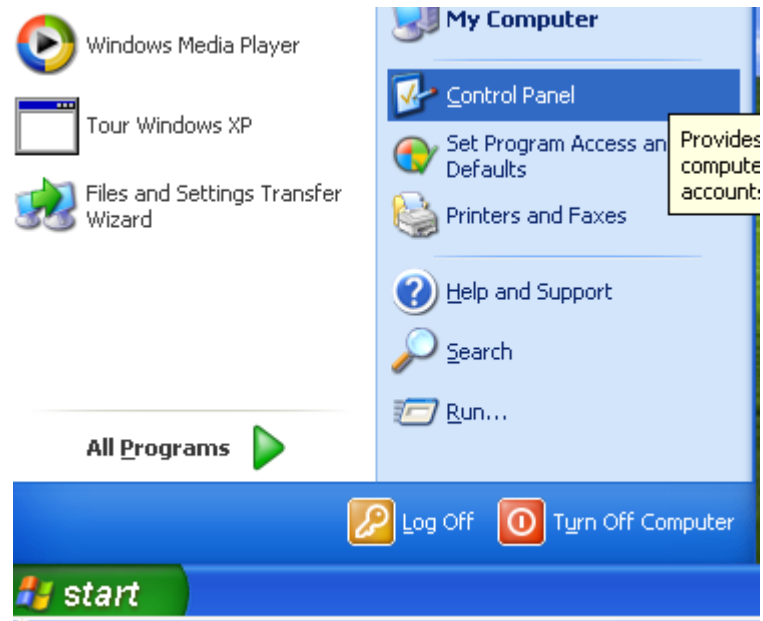 Windows Media Player
Tour Windows XP
Files and Settings Transfer
Wizard
All Programs
My Computer
Control Panel
Set Program Access an
Defaults
Printers and Faxes
Help and Support
Search
Run...
Provides
compute
accounts
Log Off
Turn Off Computer
start